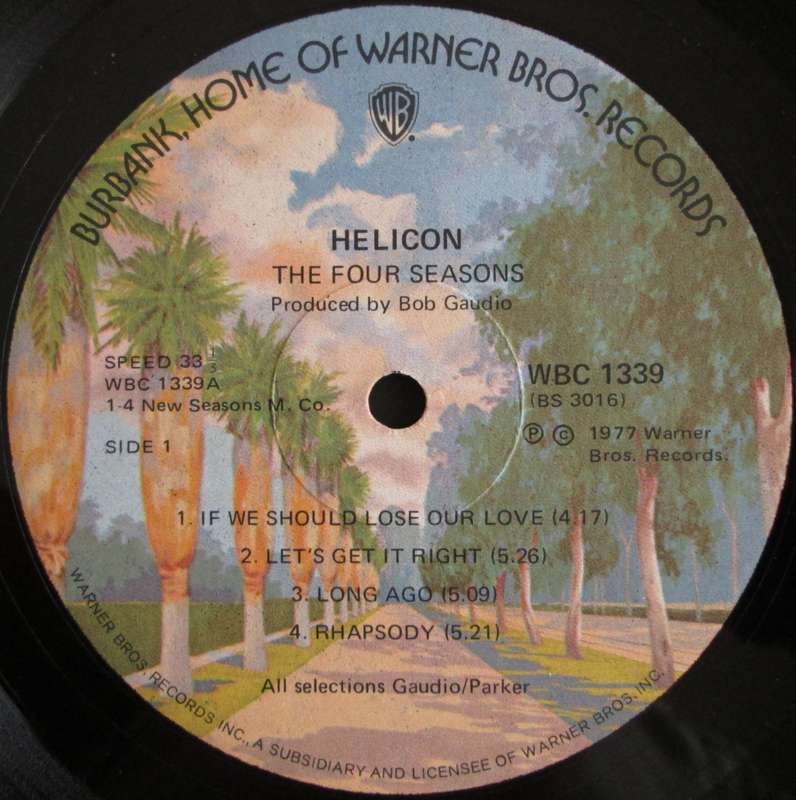 BURBANK, HOME OF WARNER BROS. RECORDS
WB
HELICON
THE FOUR SEASONS
Produced by Bob Gaudio
SPEED 33 1/3
WBC 1339A
1-4 New Seasons M. Co.
SIDE 1
WBC 1339
(BS 3016)
Ⓟ © 1977 Warner
Bros. Records.
1. IF WE SHOULD LOSE OUR LOVE (4.17)
2. LET'S GET IT RIGHT (5.26)
3. LONG AGO (5.09)
4. RHAPSODY (5.21)
All selections Gaudio/Parker
WARNER BROS. RECORDS INC., A SUBSIDIARY AND LICENSEE OF WARNER BROS. INC.